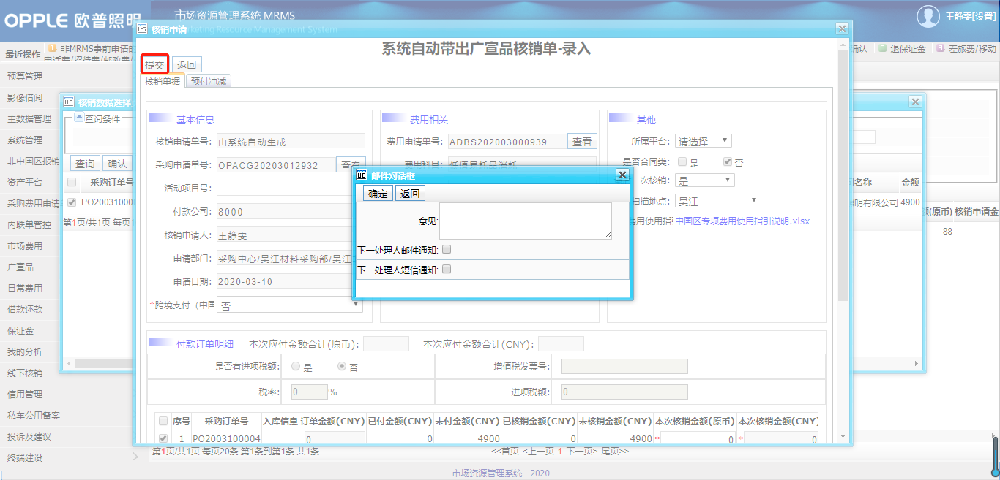 OPPLE 欧普照明
市场资源管理系统 MRMS
王静雯[设置]
最近操作
非MRMS事前申请的
确认
退保证金
差旅费/移动
预算管理
影像借阅
主数据管理
系统管理
非中国区报销
资产平台
采购费用申请
内联单管控
市场费用
广宣品
日常费用
借款还款
保证金
我的分析
线下核销
信用管理
私车公用备案
投诉及建议
终端建设
核销数据选择
查询条件
查询 确认
采购订单号
PO2003100
第1页/共1页 每页1
名称 金额
明有限公司 4900
(原币) 核销申请金
88
核销申请
系统自动带出广宣品核销单-录入
提交 返回
核销单据 预付冲减
基本信息
核销申请单号: 由系统自动生成
采购申请单号: OPACG20203012932 查看
活动项目号:
付款公司: 8000
核销申请人: 王静雯
申请部门: 采购中心/吴江材料采购部/吴江
申请日期: 2020-03-10
*跨境支付（中国 否
费用相关
费用申请单号: ADBS202003000939 查看
费用科目: 低值易耗品消耗
其他
所属平台: 请选择
是否合同类: 是 否
一次核销: 是
扫描地点: 吴江
费用使用指 中国区专项费用使用指引说明.xlsx
邮件对话框
确定 返回
意见:
下一处理人邮件通知:
下一处理人短信通知:
付款订单明细 本次应付金额合计(原币): 本次应付金额合计(CNY):
是否有进项税额: 是 否 增值税发票号:
税率: 0 % 进项税额: 0
序号 采购订单号 入库信息 订单金额(CNY) 已付金额(CNY) 未付金额(CNY) 已核销金额(CNY) 未核销金额(CNY) 本次核销金额(原币) 本次核销金额(CNY)
1 PO2003100004 0 0 4900 0 4900 * 0 * 0
第1页/共1页 每页20条 第1条到第1条 共1条 <<首页 <上一页 1 下一页> 尾页>>
市场资源管理系统 2020